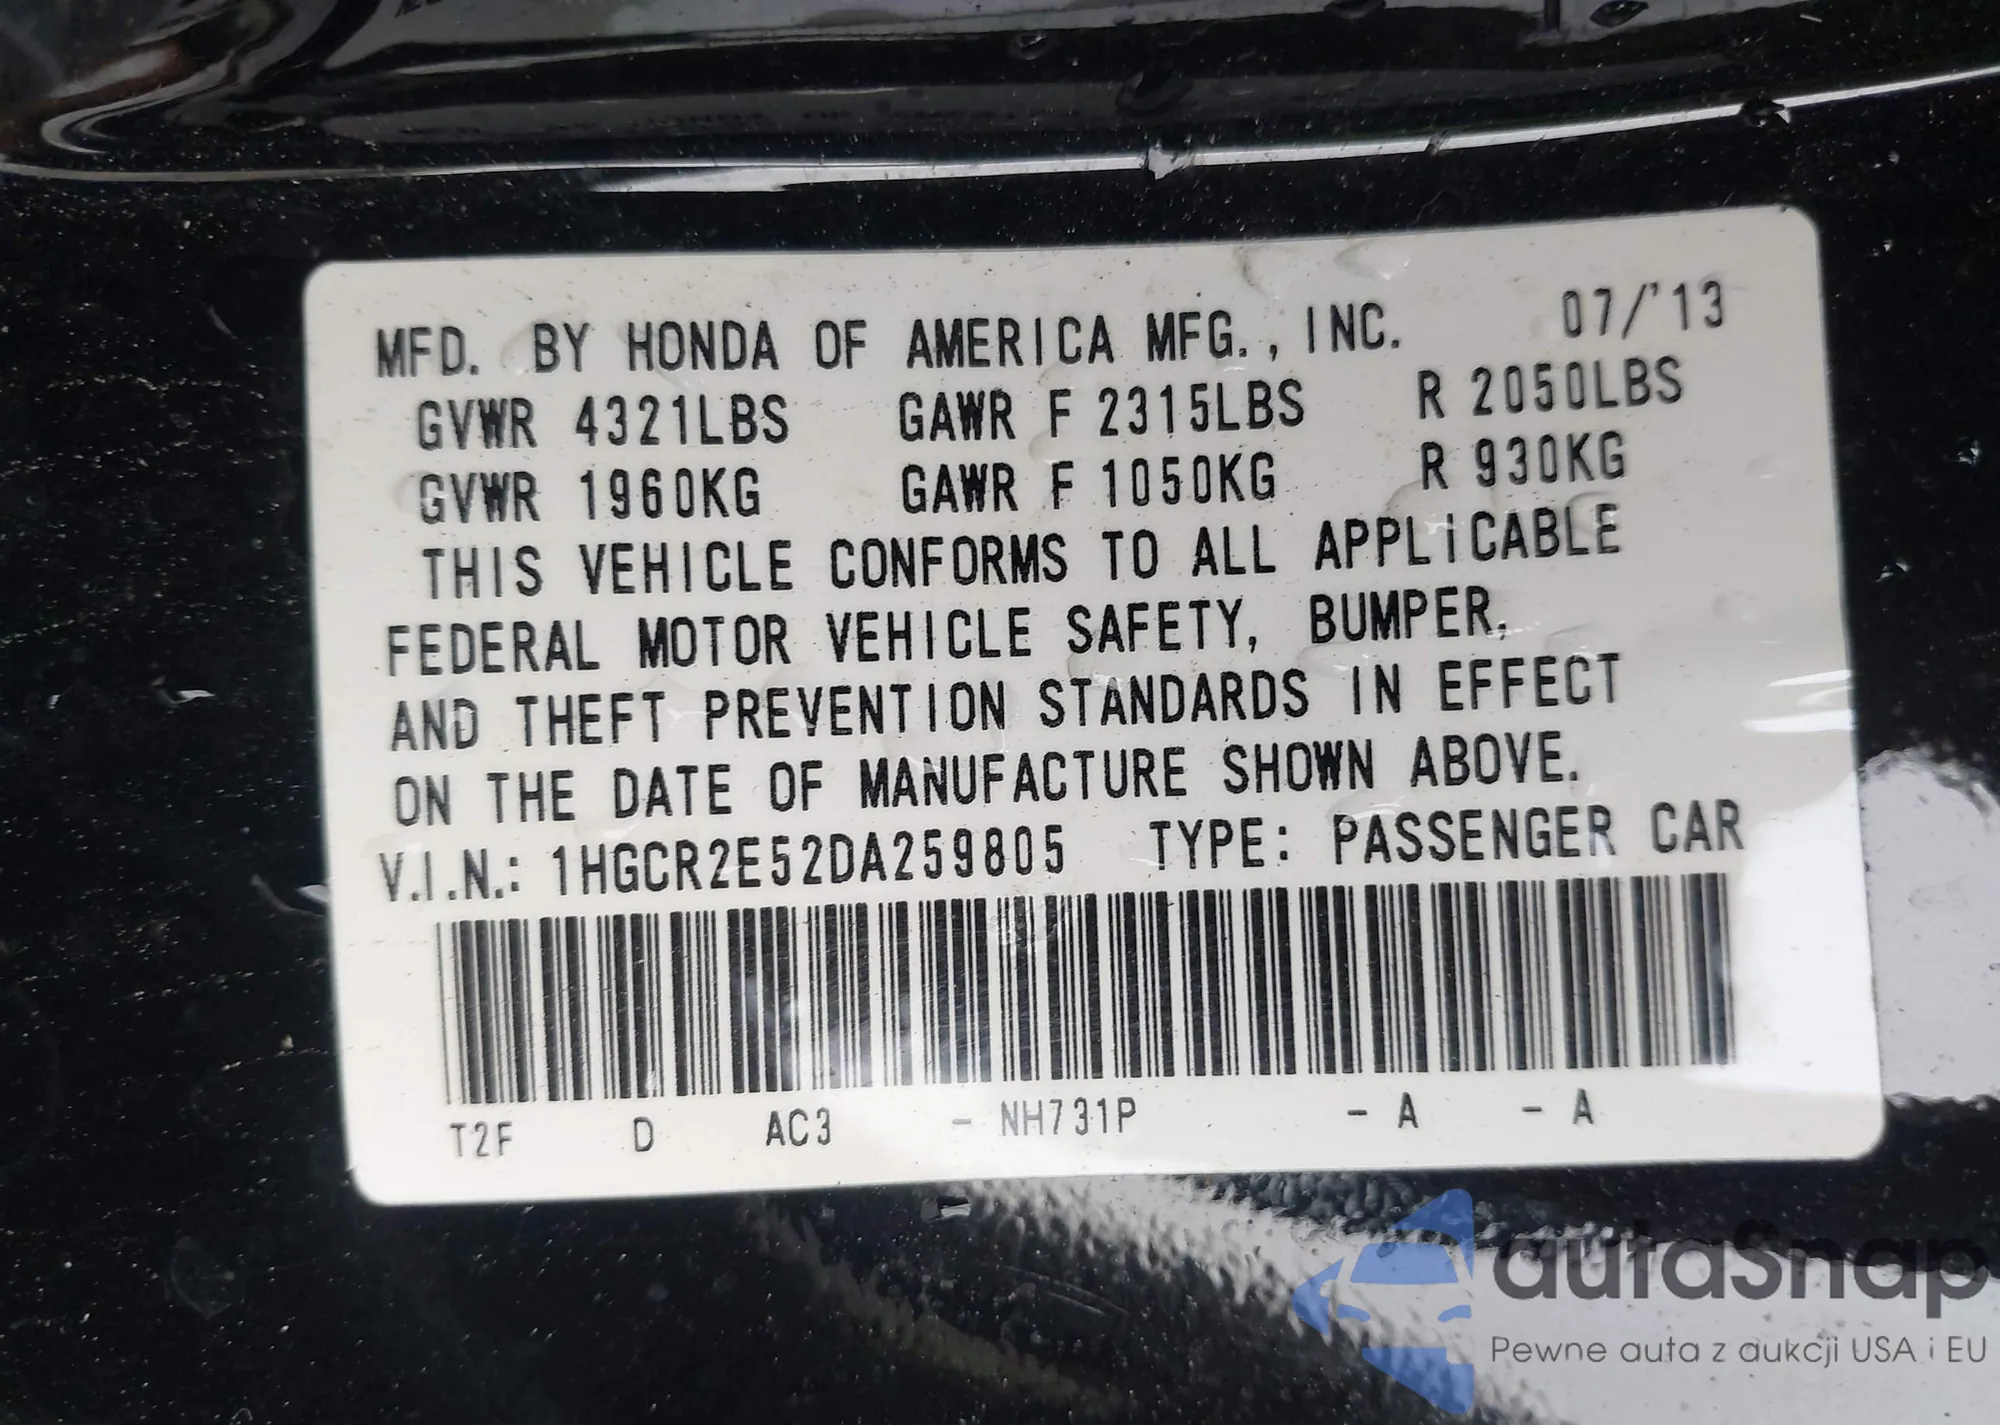 MFD. BY HONDA OF AMERICA MFG., INC. 07/'13
GVWR 4321LBS GAWR F 2315LBS R 2050LBS
GVWR 1960KG GAWR F 1050KG R 930KG
THIS VEHICLE CONFORMS TO ALL APPLICABLE
FEDERAL MOTOR VEHICLE SAFETY, BUMPER,
AND THEFT PREVENTION STANDARDS IN EFFECT
ON THE DATE OF MANUFACTURE SHOWN ABOVE.
V.I.N.: 1HGCR2E52DA259805 TYPE: PASSENGER CAR
T2F D AC3 - NH731P - A - A
autaSnap
Pewne auta z aukcji USA i EU